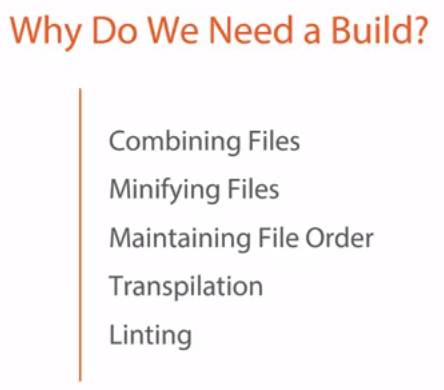 Why Do We Need a Build?
Combining Files
Minifying Files
Maintaining File Order
Transpilation
Linting